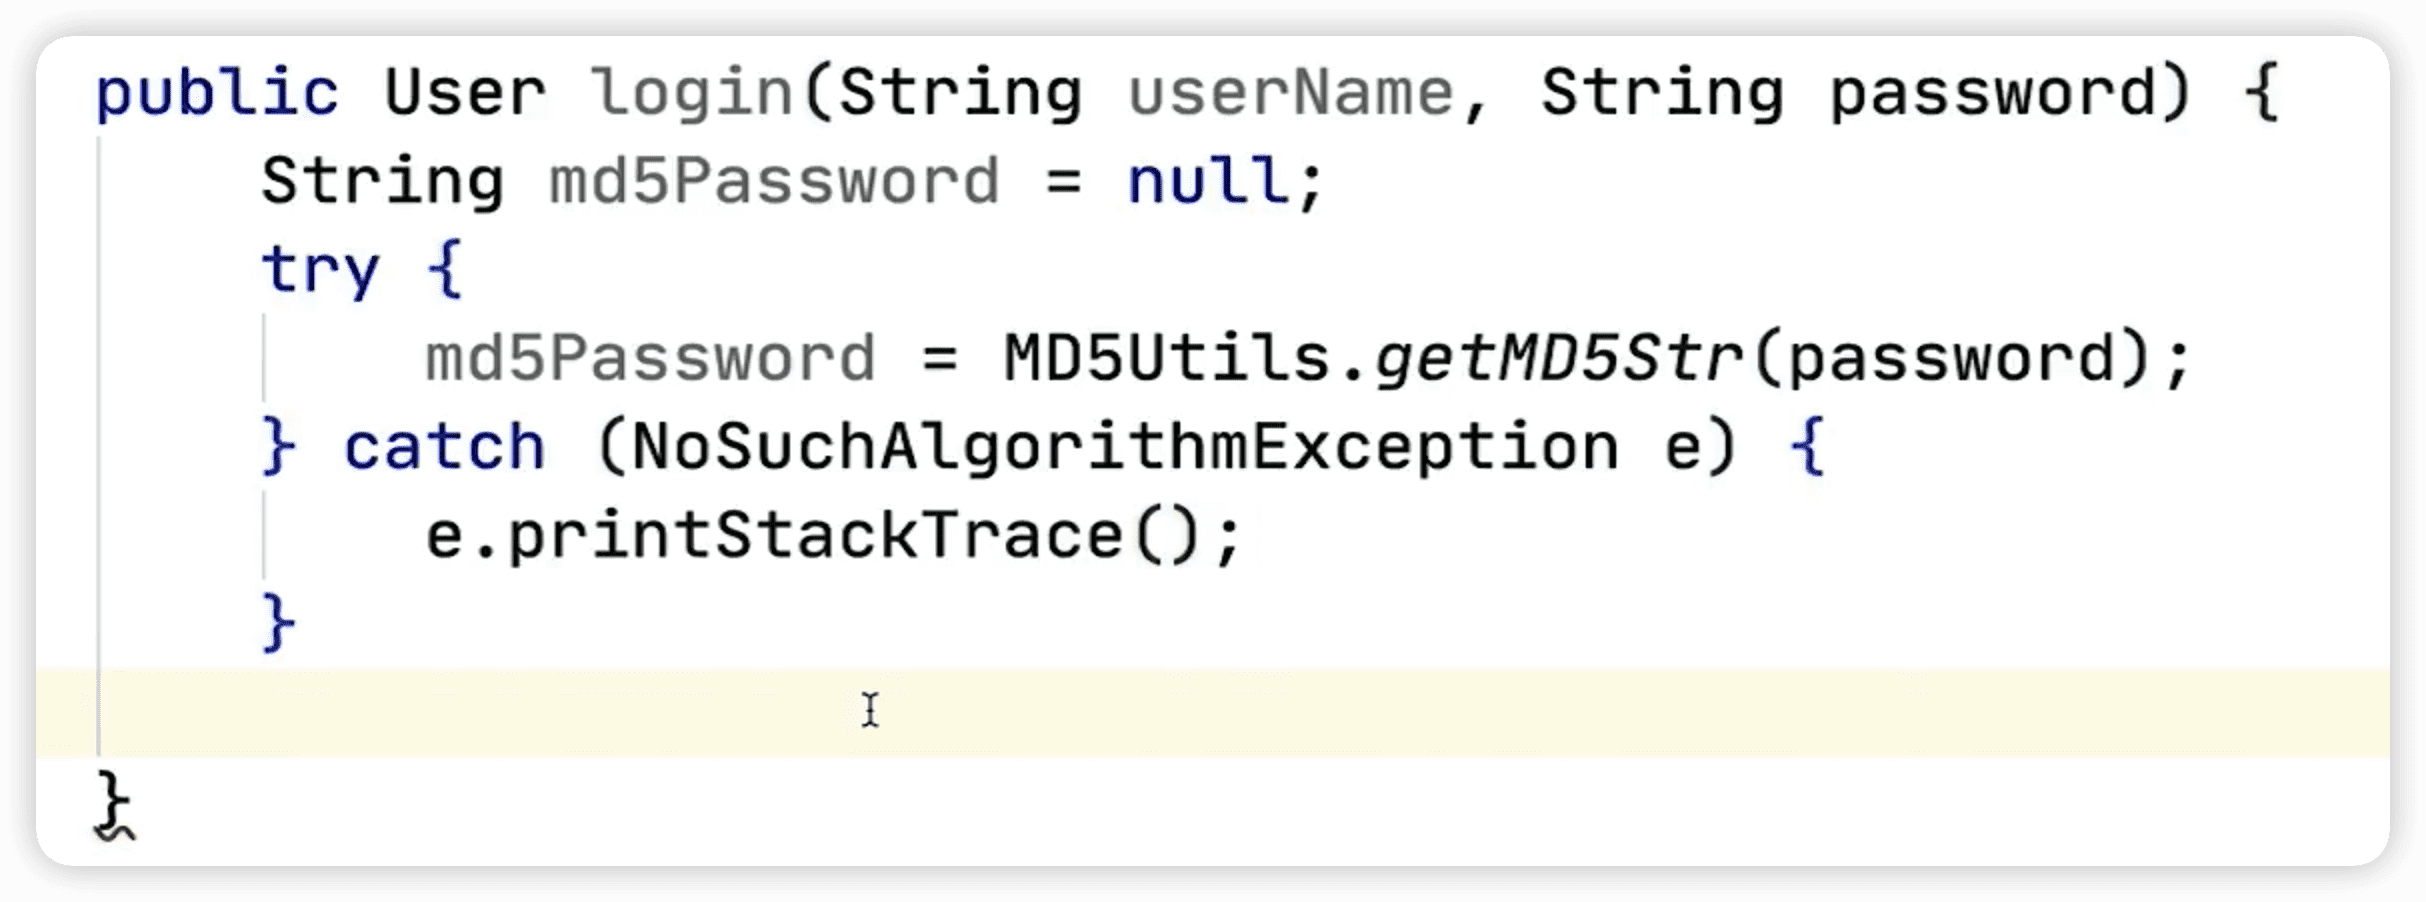 public User login(String userName, String password) {
    String md5Password = null;
    try {
        md5Password = MD5Utils.getMD5Str(password);
    } catch (NoSuchAlgorithmException e) {
        e.printStackTrace();
    }
}